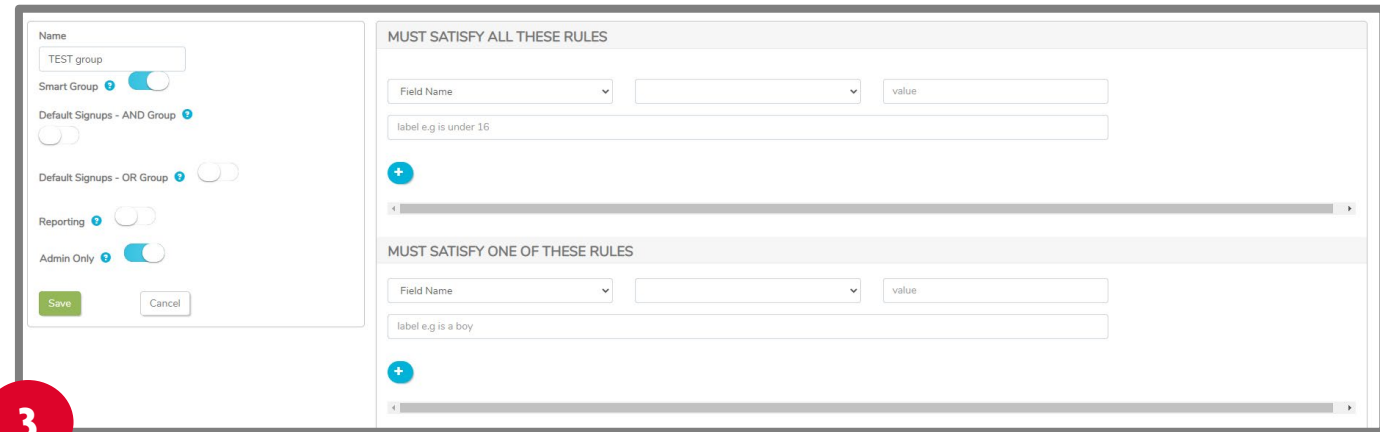 Name
TEST group
Smart Group ?
Default Signups - AND Group ?
Default Signups - OR Group ?
Reporting ?
Admin Only ?
Save Cancel
MUST SATISFY ALL THESE RULES
Field Name value
label e.g is under 16
+
MUST SATISFY ONE OF THESE RULES
Field Name value
label e.g is a boy
+
3